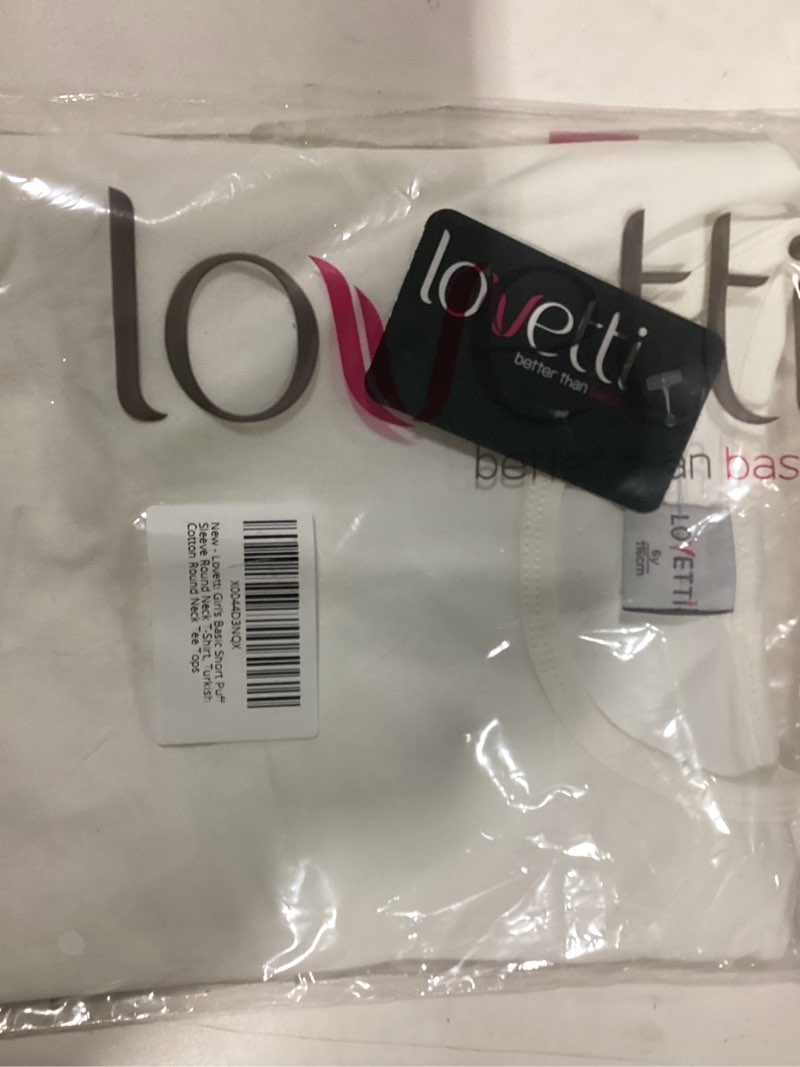 lovetti
better than bas
lovetti
better than basic
LOVETTI
6y
116cm
X0044D3NQX
New - Lovetti Girl's Basic Short Puff
Sleeve Round Neck T-Shirt, Turkish
Cotton Round Neck Tee Tops